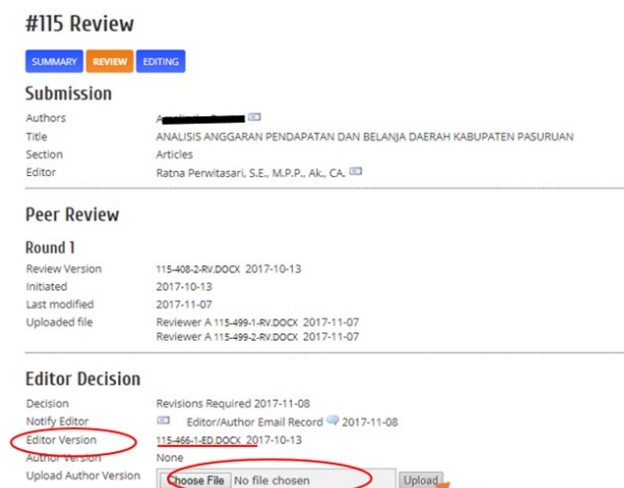 #115 Review
SUMMARY REVIEW EDITING
Submission
Authors
Title ANALISIS ANGGARAN PENDAPATAN DAN BELANJA DAERAH KABUPATEN PASURUAN
Section Articles
Editor Ratna Perwitasari, S.E., M.P.P., Ak., CA.
Peer Review
Round 1
Review Version 115-408-2-RV.DOCX 2017-10-13
Initiated 2017-10-13
Last modified 2017-11-07
Uploaded file Reviewer A 115-499-1-RV.DOCX 2017-11-07
Reviewer A 115-499-2-RV.DOCX 2017-11-07
Editor Decision
Decision Revisions Required 2017-11-08
Notify Editor Editor/Author Email Record 2017-11-08
Editor Version 115-466-1-ED.DOCX 2017-10-13
Author Version None
Upload Author Version Choose File No file chosen Upload